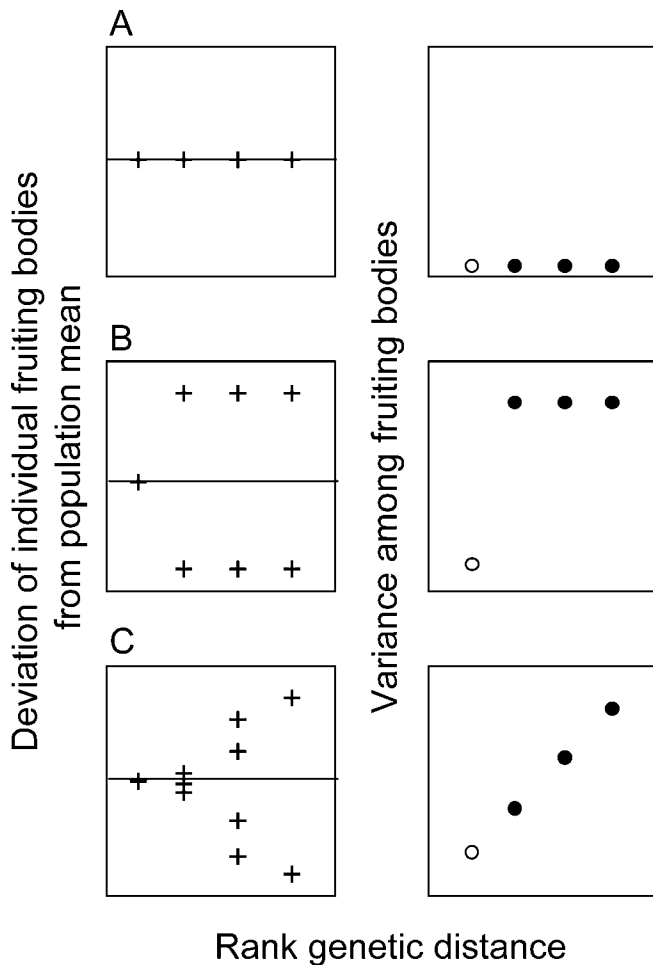 A
B
C
Deviation of individual fruiting bodies
from population mean
Variance among fruiting bodies
Rank genetic distance